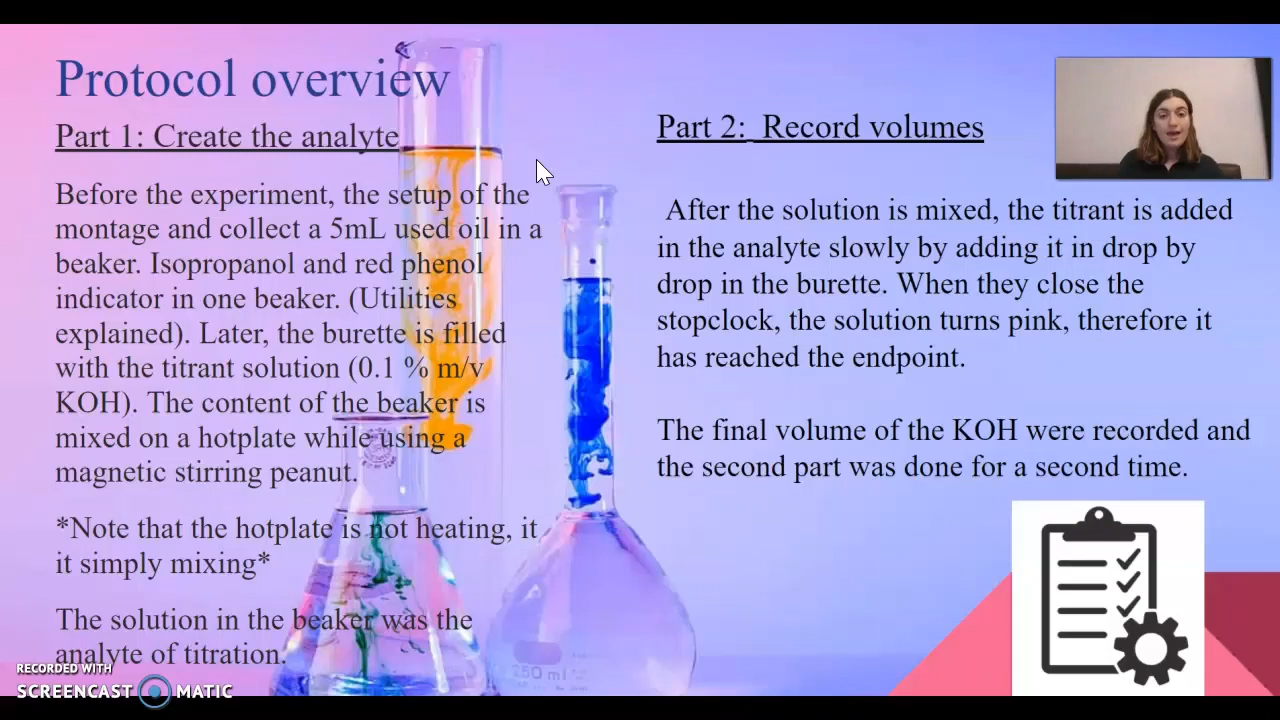 Protocol overview
Part 1: Create the analyte
Before the experiment, the setup of the
montage and collect a 5mL used oil in a
beaker. Isopropanol and red phenol
indicator in one beaker. (Utilities
explained). Later, the burette is filled
with the titrant solution (0.1 % m/v
KOH). The content of the beaker is
mixed on a hotplate while using a
magnetic stirring peanut.
*Note that the hotplate is not heating, it
it simply mixing*
The solution in the beaker was the
analyte of titration.
Part 2:  Record volumes
After the solution is mixed, the titrant is added
in the analyte slowly by adding it in drop by
drop in the burette. When they close the
stopclock, the solution turns pink, therefore it
has reached the endpoint.
The final volume of the KOH were recorded and
the second part was done for a second time.
250 ml
RECORDED WITH
SCREENCAST MATIC